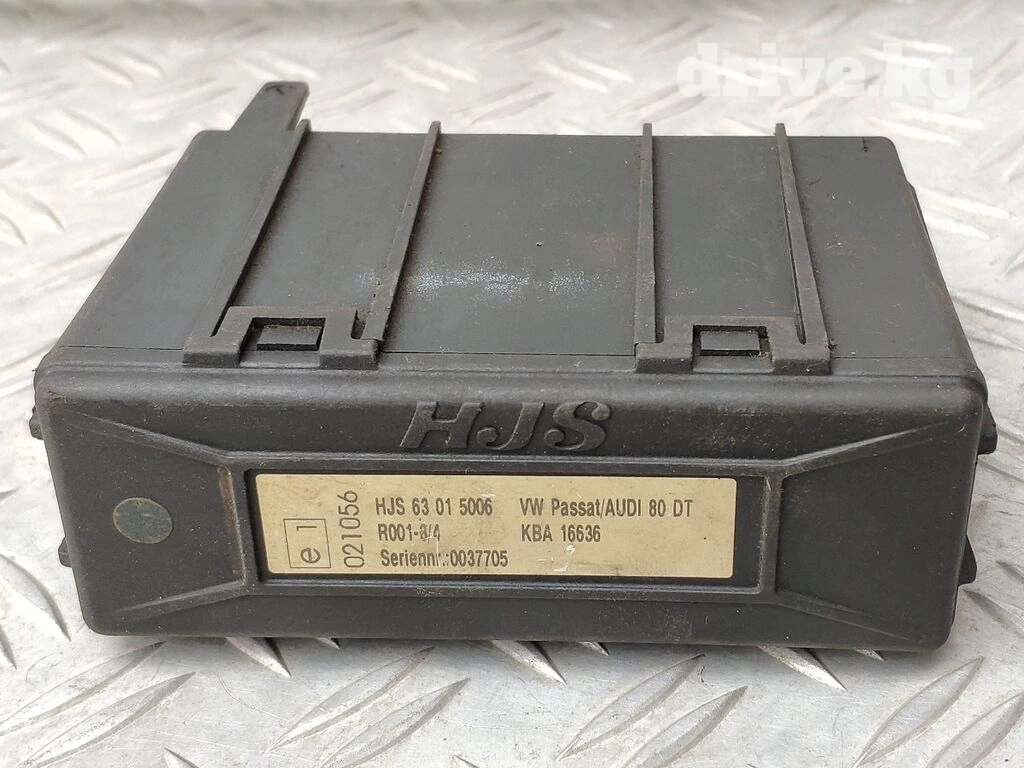 drive.kg
HJS
e 1
021056
HJS 63 01 5006 VW Passat/AUDI 80 DT
R001-3/4 KBA 16636
Seriennr.:0037705